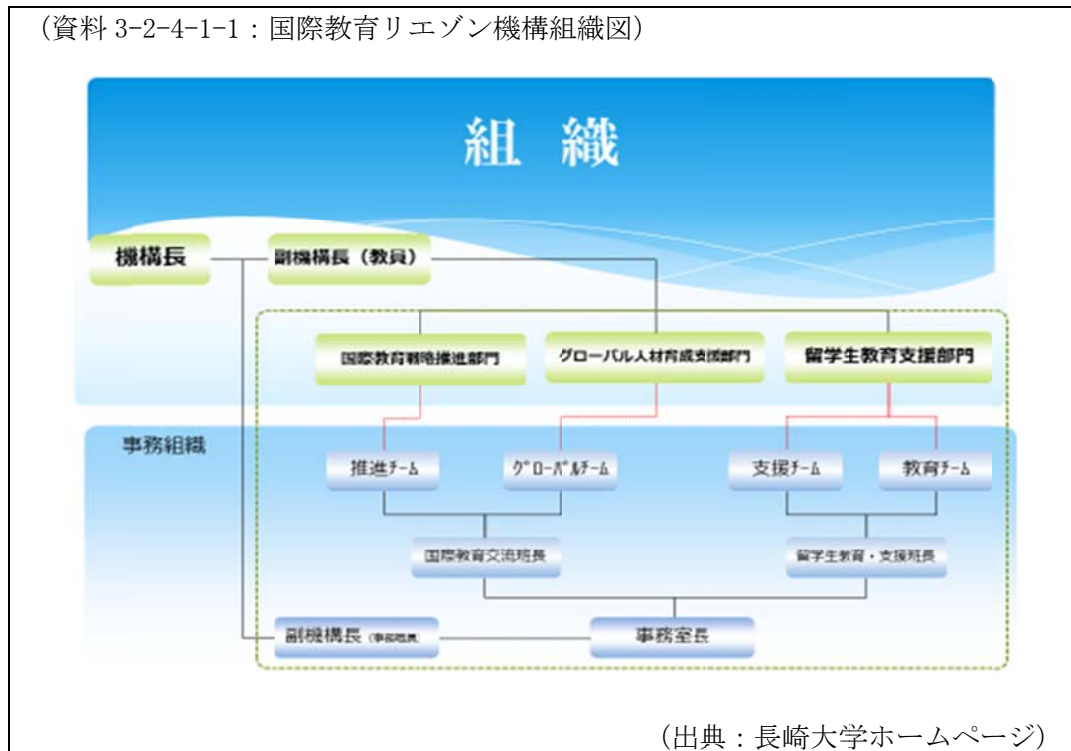 (資料 3-2-4-1-1:国際教育リエゾン機構組織図)
組 織
機構長
副機構長(教員)
国際教育戦略推進部門
グローバル人材育成支援部門
留学生教育支援部門
事務組織
推進チーム
グローバルチーム
支援チーム
教育チーム
国際教育交流班長
留学生教育・支援班長
副機構長(事務職員)
事務室長
(出典:長崎大学ホームページ)